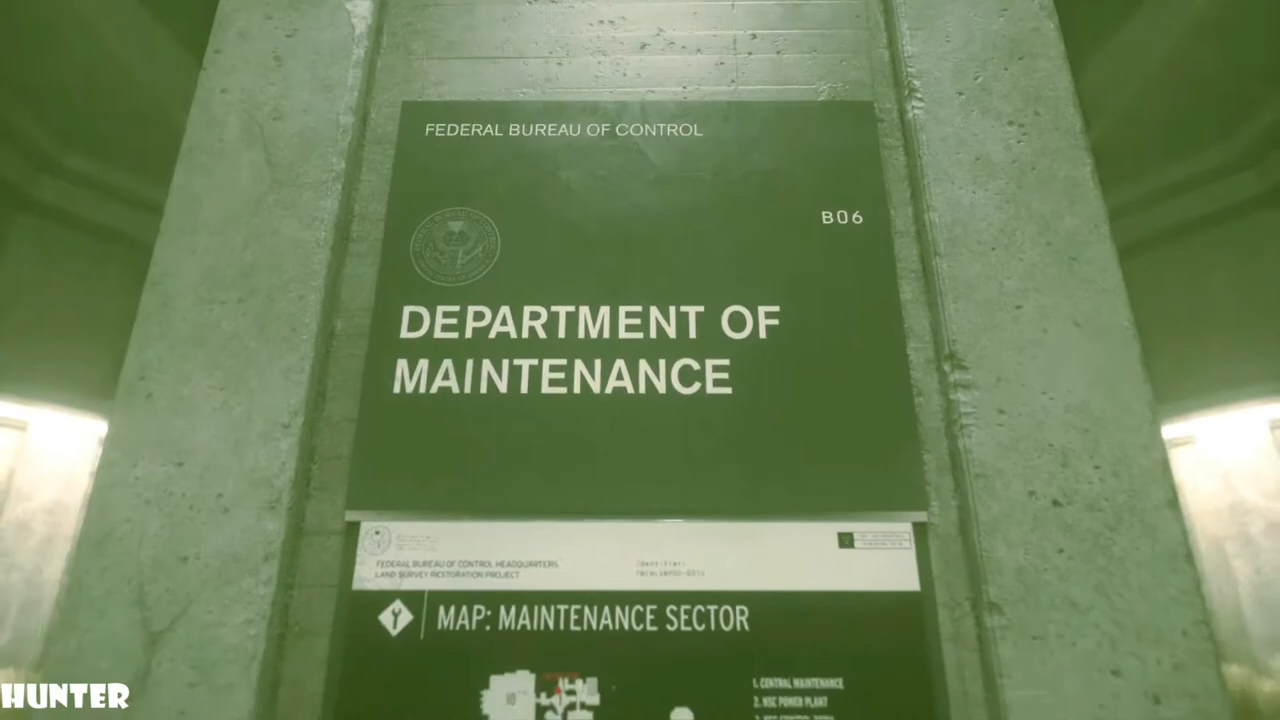 FEDERAL BUREAU OF CONTROL
B06
DEPARTMENT OF
MAINTENANCE
FEDERAL BUREAU OF CONTROL HEADQUARTERS
LAND SURVEY RESTORATION PROJECT
Identifier:
MAP: MAINTENANCE SECTOR
1. CENTRAL MAINTENANCE
2. NSC POWER PLANT
HUNTER